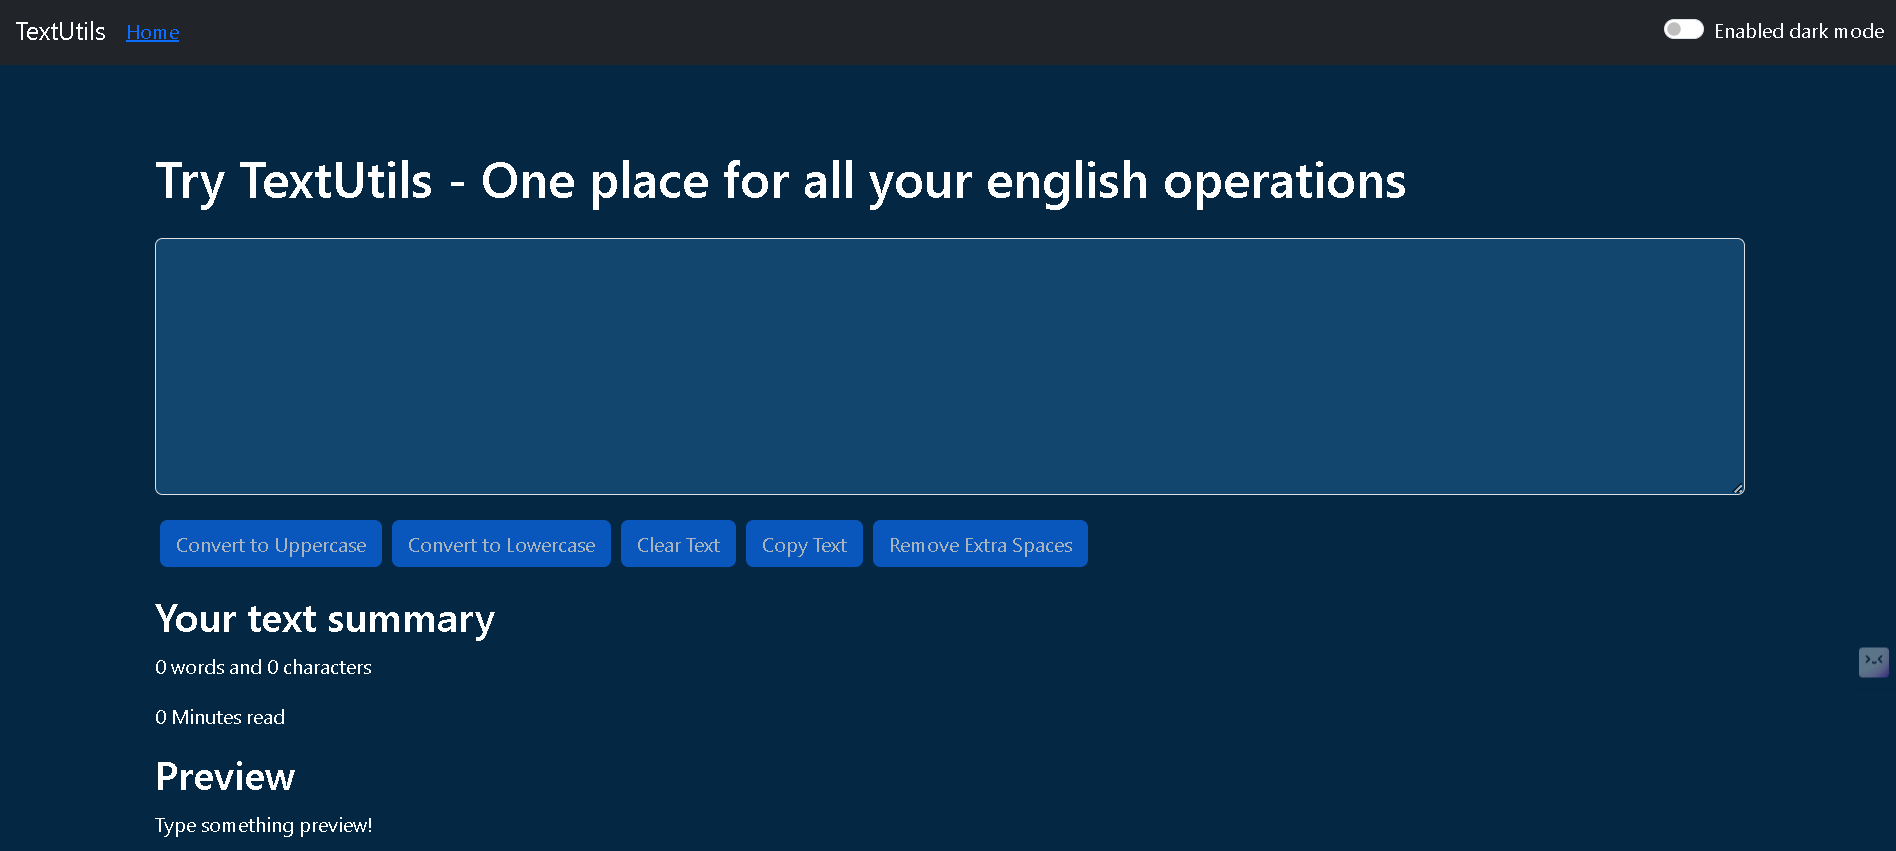 TextUtils Home Enabled dark mode
Try TextUtils - One place for all your english operations
Convert to Uppercase Convert to Lowercase Clear Text Copy Text Remove Extra Spaces
Your text summary
0 words and 0 characters
0 Minutes read
Preview
Type something preview!